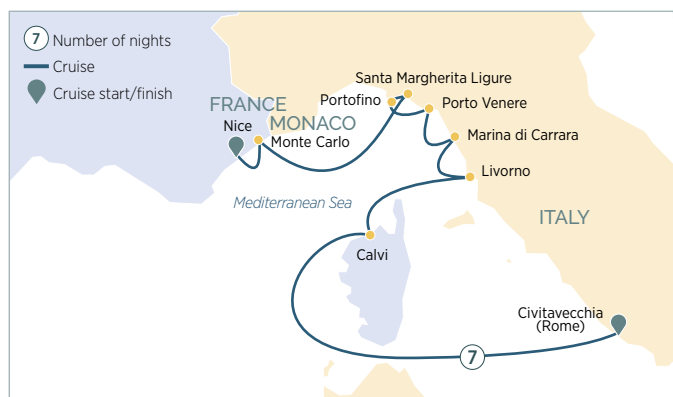 7 Number of nights
Cruise
Cruise start/finish
FRANCE
MONACO
Nice
Monte Carlo
Santa Margherita Ligure
Portofino
Porto Venere
Marina di Carrara
Livorno
Mediterranean Sea
ITALY
Calvi
Civitavecchia
(Rome)
7